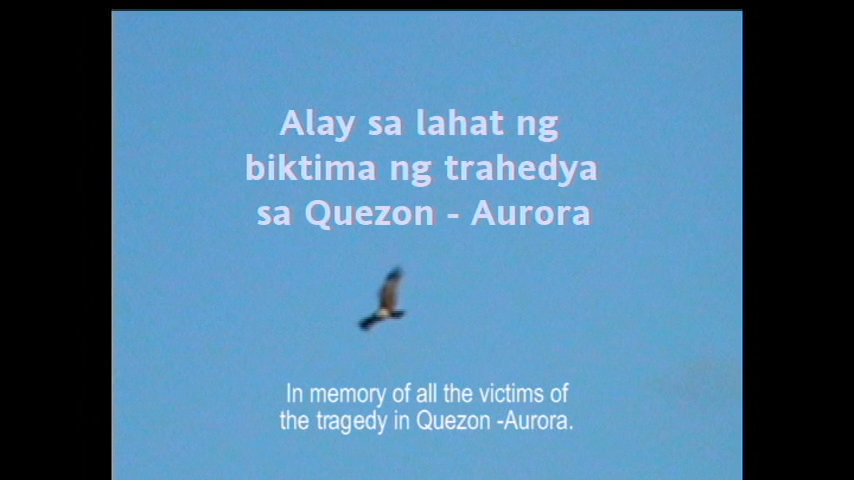 Alay sa lahat ng
biktima ng trahedya
sa Quezon - Aurora
In memory of all the victims of
the tragedy in Quezon -Aurora.